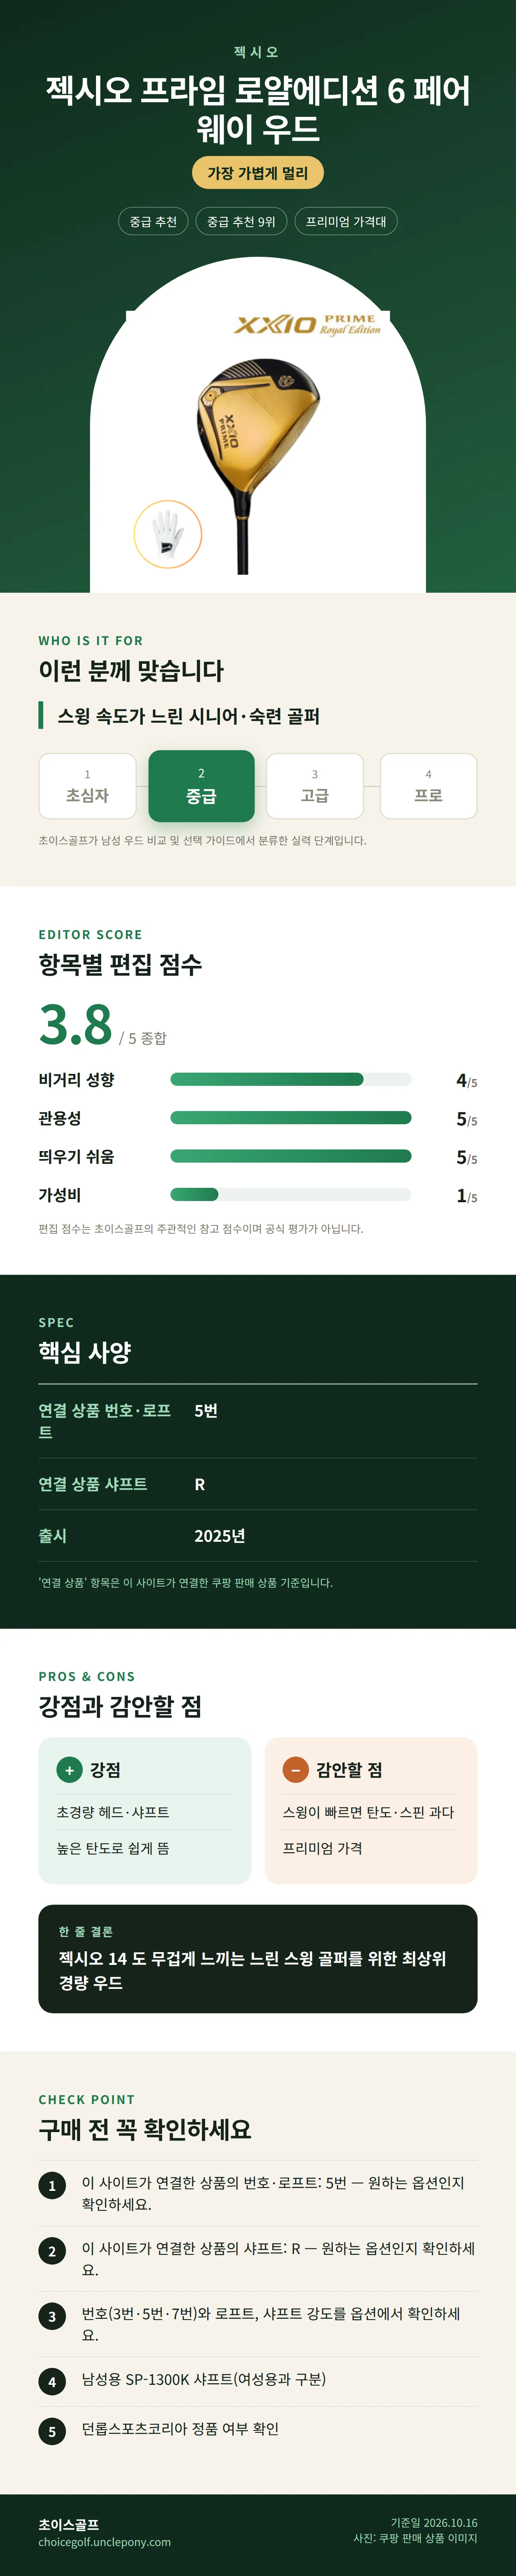 젝시오
젝시오 프라임 로얄에디션 6 페어
웨이 우드
가장 가볍게 멀리
중급 추천
중급 추천 9위
프리미엄 가격대
XXIO PRIME
Royal Edition
XXIO
PRIME
WHO IS IT FOR
이런 분께 맞습니다
스윙 속도가 느린 시니어·숙련 골퍼
1
초심자
2
중급
3
고급
4
프로
초이스골프가 남성 우드 비교 및 선택 가이드에서 분류한 실력 단계입니다.
EDITOR SCORE
항목별 편집 점수
3.8 / 5 종합
비거리 성향 4/5
관용성 5/5
띄우기 쉬움 5/5
가성비 1/5
편집 점수는 초이스골프의 주관적인 참고 점수이며 공식 평가가 아닙니다.
SPEC
핵심 사양
연결 상품 번호·로프
트
5번
연결 상품 샤프트 R
출시 2025년
'연결 상품' 항목은 이 사이트가 연결한 쿠팡 판매 상품 기준입니다.
PROS & CONS
강점과 감안할 점
+ 강점
초경량 헤드·샤프트
높은 탄도로 쉽게 뜸
− 감안할 점
스윙이 빠르면 탄도·스핀 과다
프리미엄 가격
한 줄 결론
젝시오 14 도 무겁게 느끼는 느린 스윙 골퍼를 위한 최상위
경량 우드
CHECK POINT
구매 전 꼭 확인하세요
1 이 사이트가 연결한 상품의 번호·로프트: 5번 — 원하는 옵션인지
확인하세요.
2 이 사이트가 연결한 상품의 샤프트: R — 원하는 옵션인지 확인하세
요.
3 번호(3번·5번·7번)와 로프트, 샤프트 강도를 옵션에서 확인하세
요.
4 남성용 SP-1300K 샤프트(여성용과 구분)
5 던롭스포츠코리아 정품 여부 확인
초이스골프
choicegolf.unclepony.com
기준일 2026.10.16
사진: 쿠팡 판매 상품 이미지